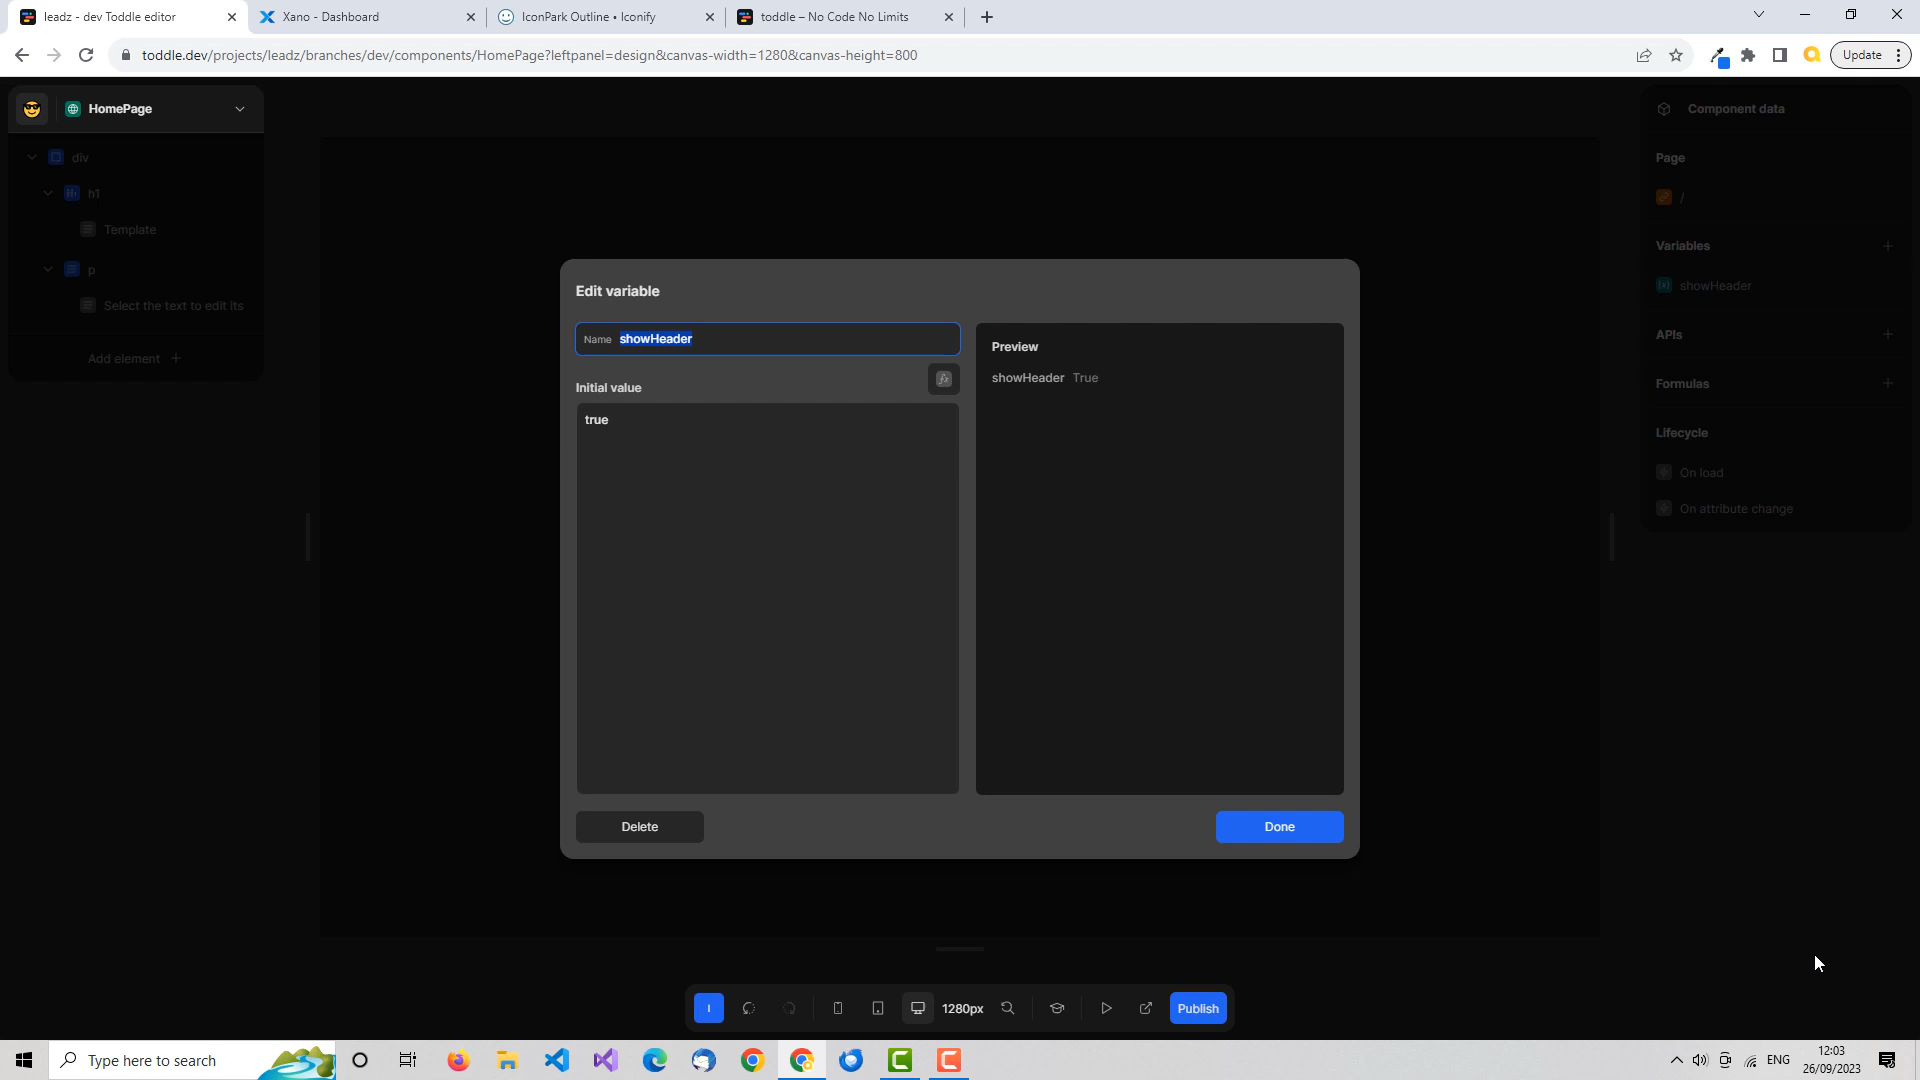 leadz - dev Toddle editor
Xano - Dashboard
IconPark Outline • Iconify
toddle – No Code No Limits
toddle.dev/projects/leadz/branches/dev/components/HomePage?leftpanel=design&canvas-width=1280&canvas-height=800
Update
HomePage
Component data
div
h1
Template
p
Select the text to edit its
Add element
Page
/
Variables
showHeader
APIs
Formulas
Lifecycle
On load
On attribute change
Edit variable
Name showHeader
Initial value
true
Preview
showHeader True
Delete
Done
1280px
Publish
Type here to search
ENG
12:03
26/09/2023